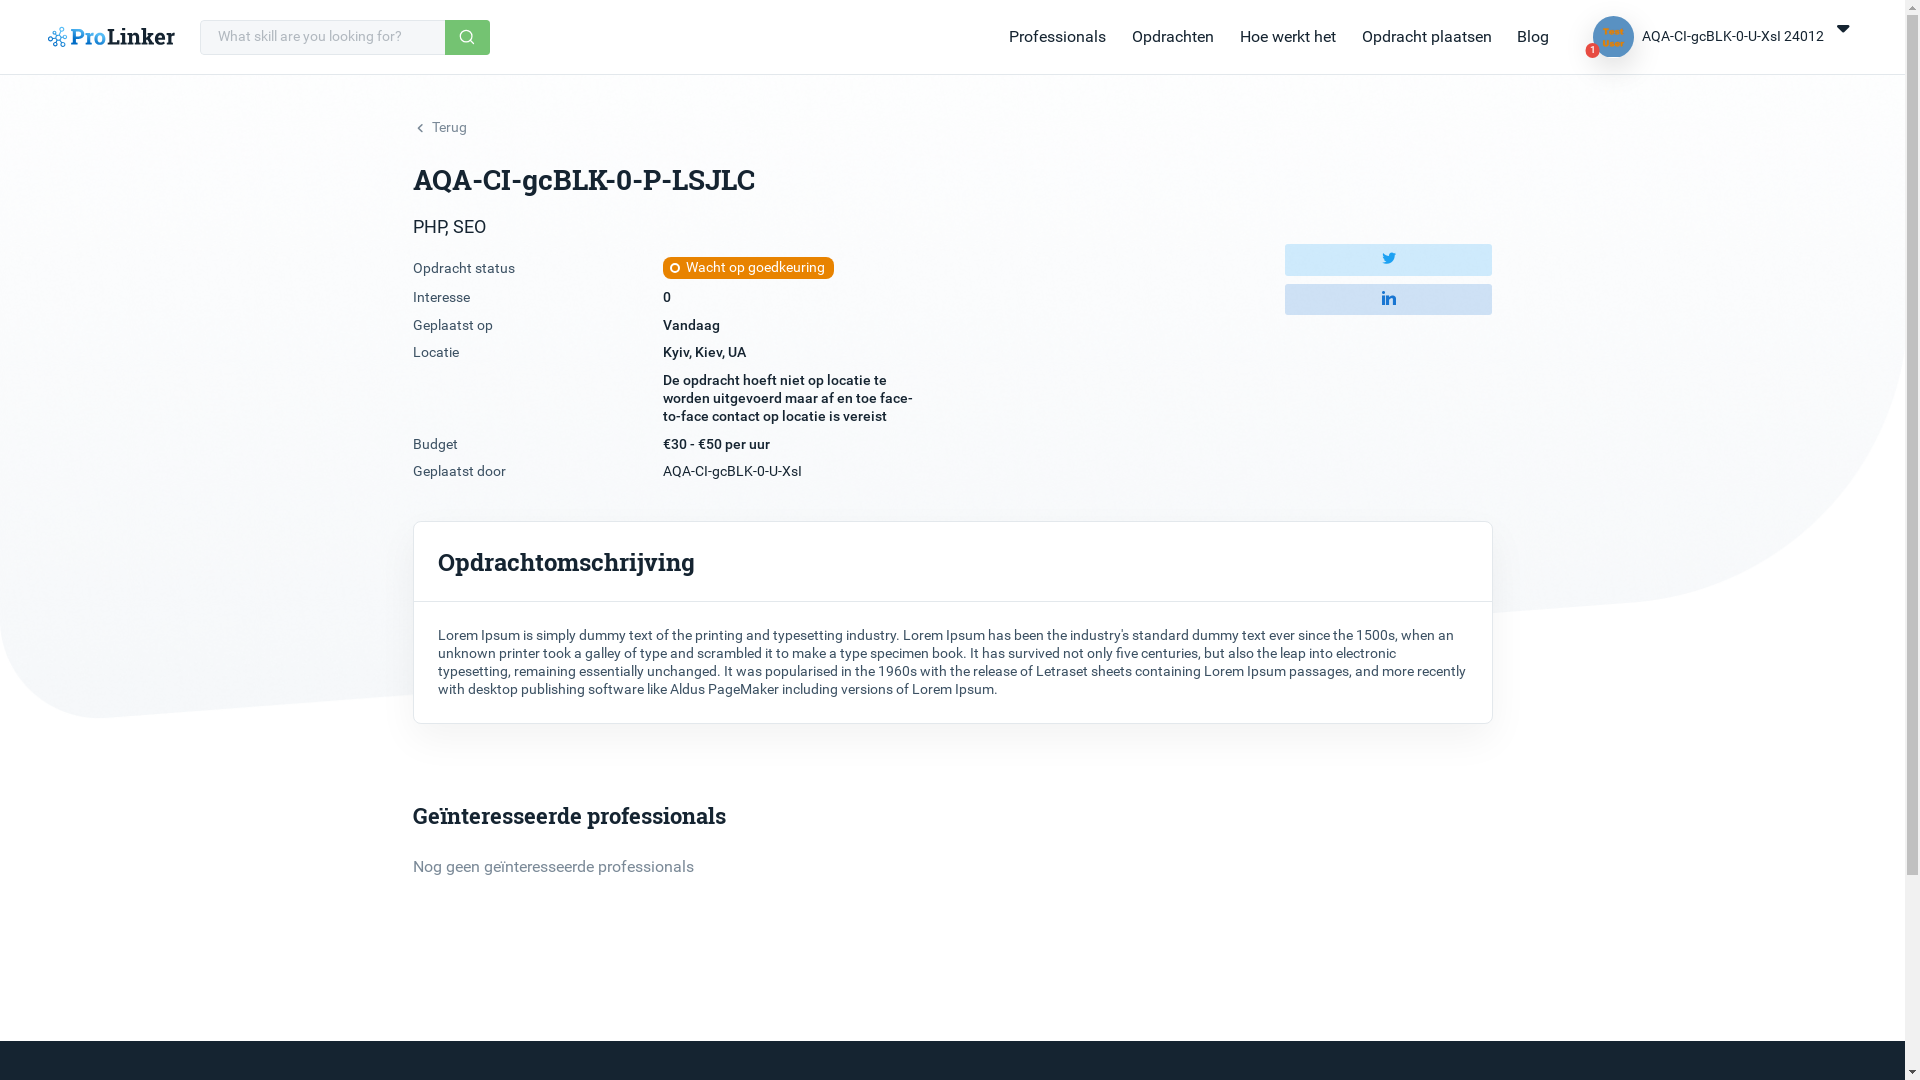 ProLinker
What skill are you looking for?
Professionals
Opdrachten
Hoe werkt het
Opdracht plaatsen
Blog
Test
User
1
AQA-CI-gcBLK-0-U-XsI 24012
Terug
AQA-CI-gcBLK-0-P-LSJLC
PHP, SEO
Opdracht status Wacht op goedkeuring
Interesse 0
Geplaatst op Vandaag
Locatie Kyiv, Kiev, UA
De opdracht hoeft niet op locatie te
worden uitgevoerd maar af en toe face-
to-face contact op locatie is vereist
Budget €30 - €50 per uur
Geplaatst door AQA-CI-gcBLK-0-U-XsI
Opdrachtomschrijving
Lorem Ipsum is simply dummy text of the printing and typesetting industry. Lorem Ipsum has been the industry's standard dummy text ever since the 1500s, when an
unknown printer took a galley of type and scrambled it to make a type specimen book. It has survived not only five centuries, but also the leap into electronic
typesetting, remaining essentially unchanged. It was popularised in the 1960s with the release of Letraset sheets containing Lorem Ipsum passages, and more recently
with desktop publishing software like Aldus PageMaker including versions of Lorem Ipsum.
Geïnteresseerde professionals
Nog geen geïnteresseerde professionals